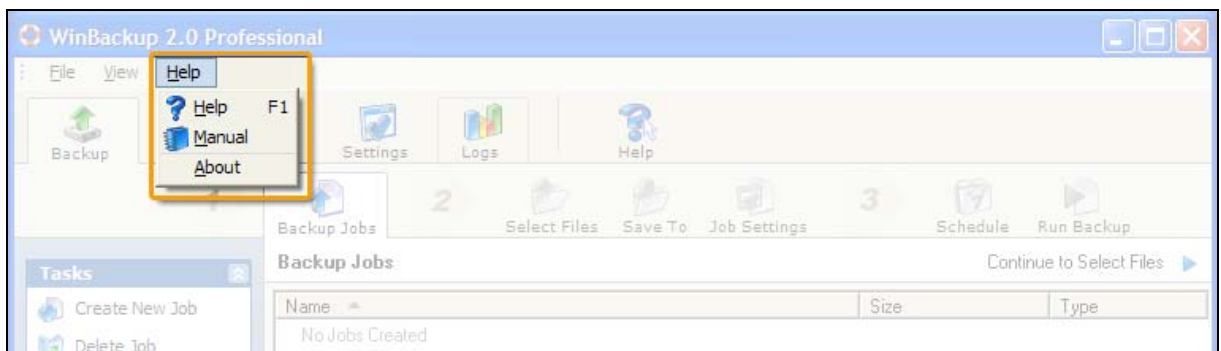 WinBackup 2.0 Professional
File View Help
Help F1
Manual
About
Backup Settings Logs Help
1 Backup Jobs 2 Select Files Save To Job Settings 3 Schedule Run Backup
Tasks
Create New Job
Delete Job
Backup Jobs Continue to Select Files
Name Size Type
No Jobs Created